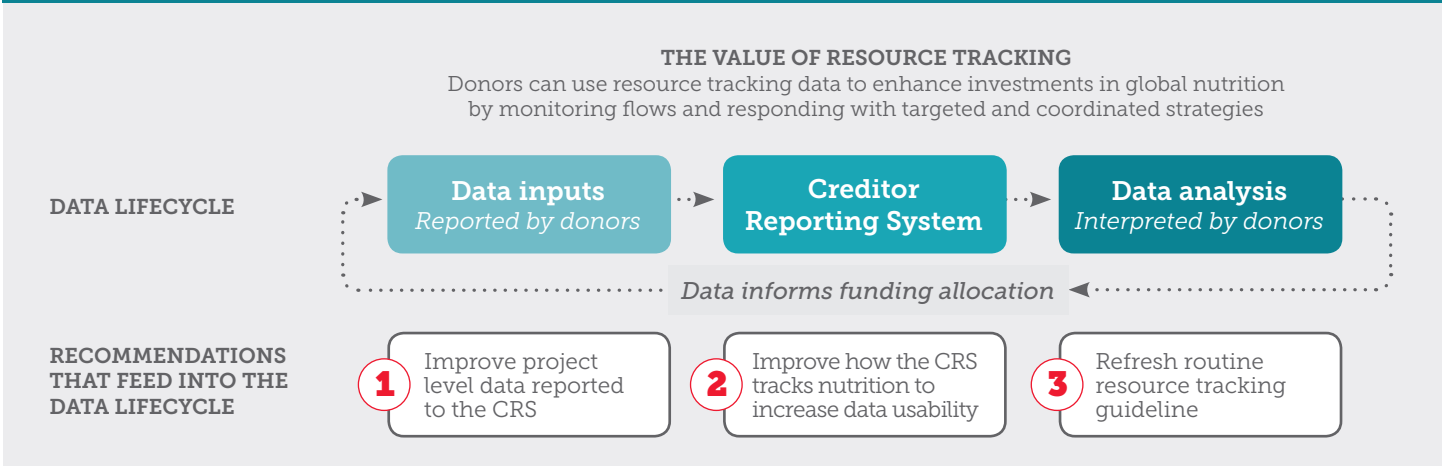 THE VALUE OF RESOURCE TRACKING
Donors can use resource tracking data to enhance investments in global nutrition
by monitoring flows and responding with targeted and coordinated strategies
DATA LIFECYCLE
Data inputs
Reported by donors
Creditor
Reporting System
Data analysis
Interpreted by donors
Data informs funding allocation
RECOMMENDATIONS
THAT FEED INTO THE
DATA LIFECYCLE
1
Improve project
level data reported
to the CRS
2
Improve how the CRS
tracks nutrition to
increase data usability
3
Refresh routine
resource tracking
guideline